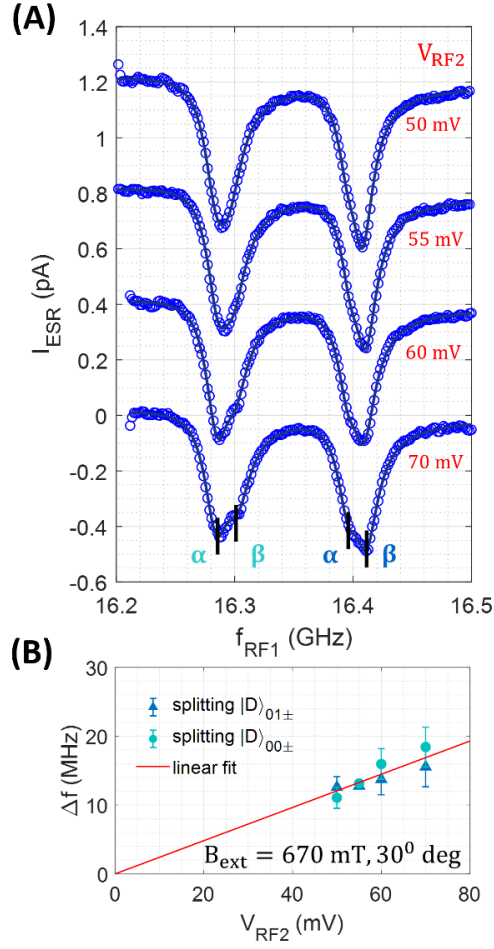 (A)
1.4
1.2
1
0.8
0.6
0.4
0.2
0
-0.2
-0.4
-0.6
I_ESR (pA)
V_RF2
50 mV
55 mV
60 mV
70 mV
α β α β
16.2 16.3 16.4 16.5
f_RF1 (GHz)
(B)
30
20
10
0
Δf (MHz)
splitting |D⟩01±
splitting |D⟩00±
linear fit
B_ext = 670 mT, 30⁰ deg
0 20 40 60 80
V_RF2 (mV)